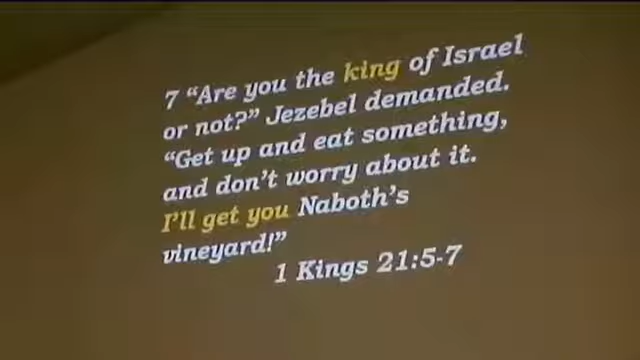 7 “Are you the king of Israel
or not?” Jezebel demanded.
“Get up and eat something,
and don’t worry about it.
I’ll get you Naboth’s
vineyard!”
1 Kings 21:5-7